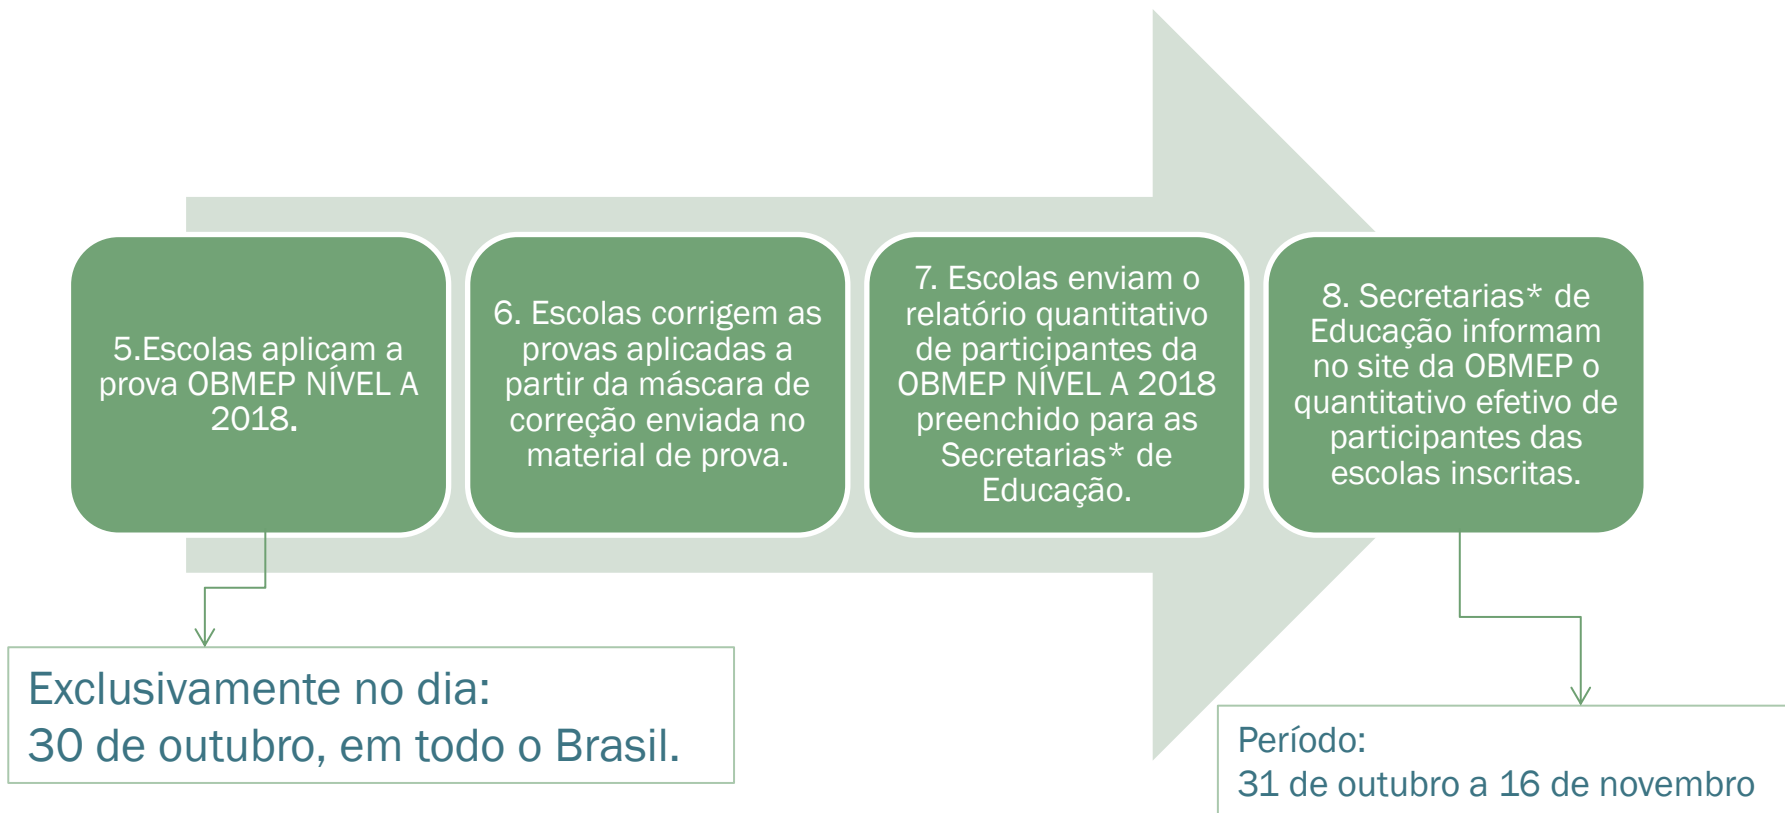 5.Escolas aplicam a
prova OBMEP NÍVEL A
2018.
6. Escolas corrigem as
provas aplicadas a
partir da máscara de
correção enviada no
material de prova.
7. Escolas enviam o
relatório quantitativo
de participantes da
OBMEP NÍVEL A 2018
preenchido para as
Secretarias* de
Educação.
8. Secretarias* de
Educação informam
no site da OBMEP o
quantitativo efetivo de
participantes das
escolas inscritas.
Exclusivamente no dia:
30 de outubro, em todo o Brasil.
Período:
31 de outubro a 16 de novembro